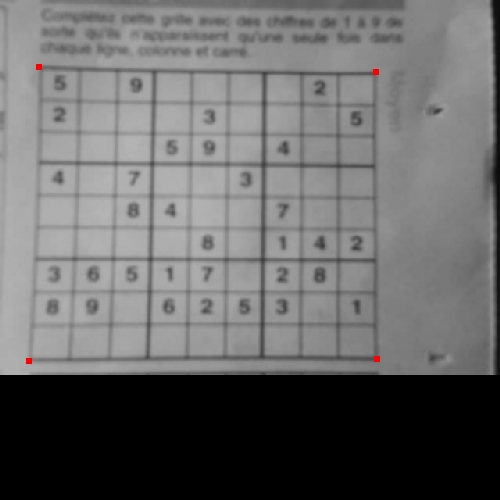 Complétez cette grille avec des chiffres de 1 à 9 de
sorte qu'ils n'apparaissent qu'une seule fois dans
chaque ligne, colonne et carré.
5 9 2
2 3 5
5 9 4
4 7 3
8 4 7
8 1 4 2
3 6 5 1 7 2 8
8 9 6 2 5 3 1
Moyen